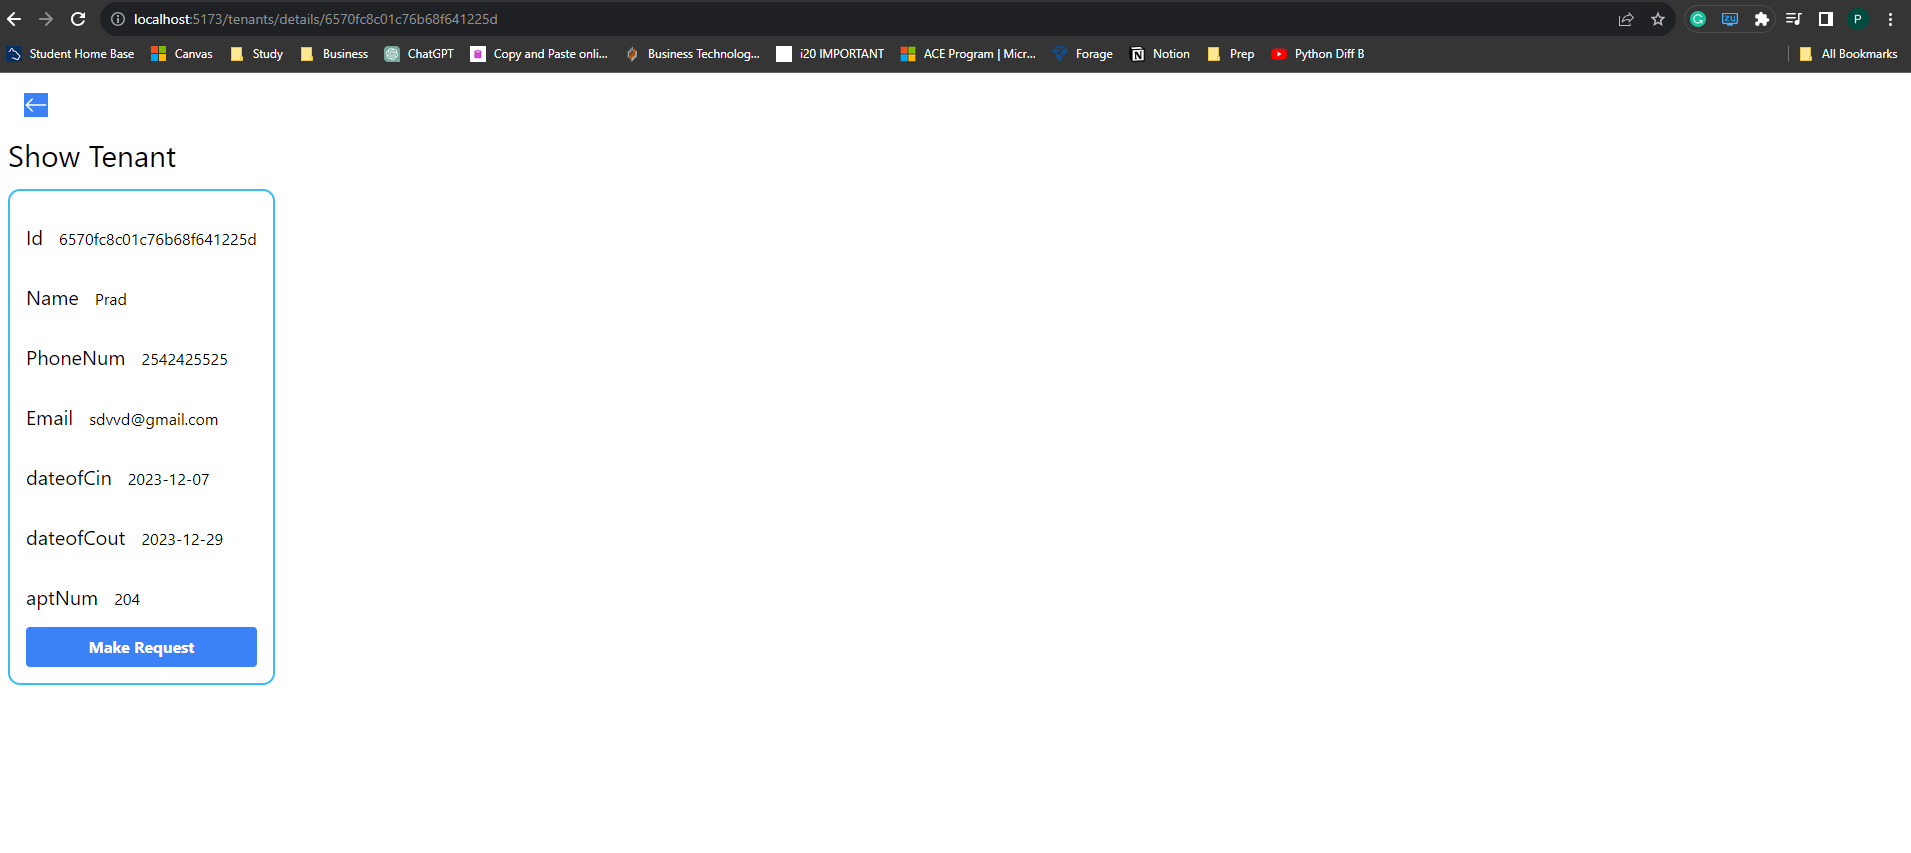 localhost:5173/tenants/details/6570fc8c01c76b68f641225d
G ZU P
Student Home Base Canvas Study Business ChatGPT Copy and Paste onli... Business Technolog... i20 IMPORTANT ACE Program | Micr... Forage Notion Prep Python Diff B All Bookmarks
Show Tenant
Id 6570fc8c01c76b68f641225d
Name Prad
PhoneNum 2542425525
Email sdvvd@gmail.com
dateofCin 2023-12-07
dateofCout 2023-12-29
aptNum 204
Make Request